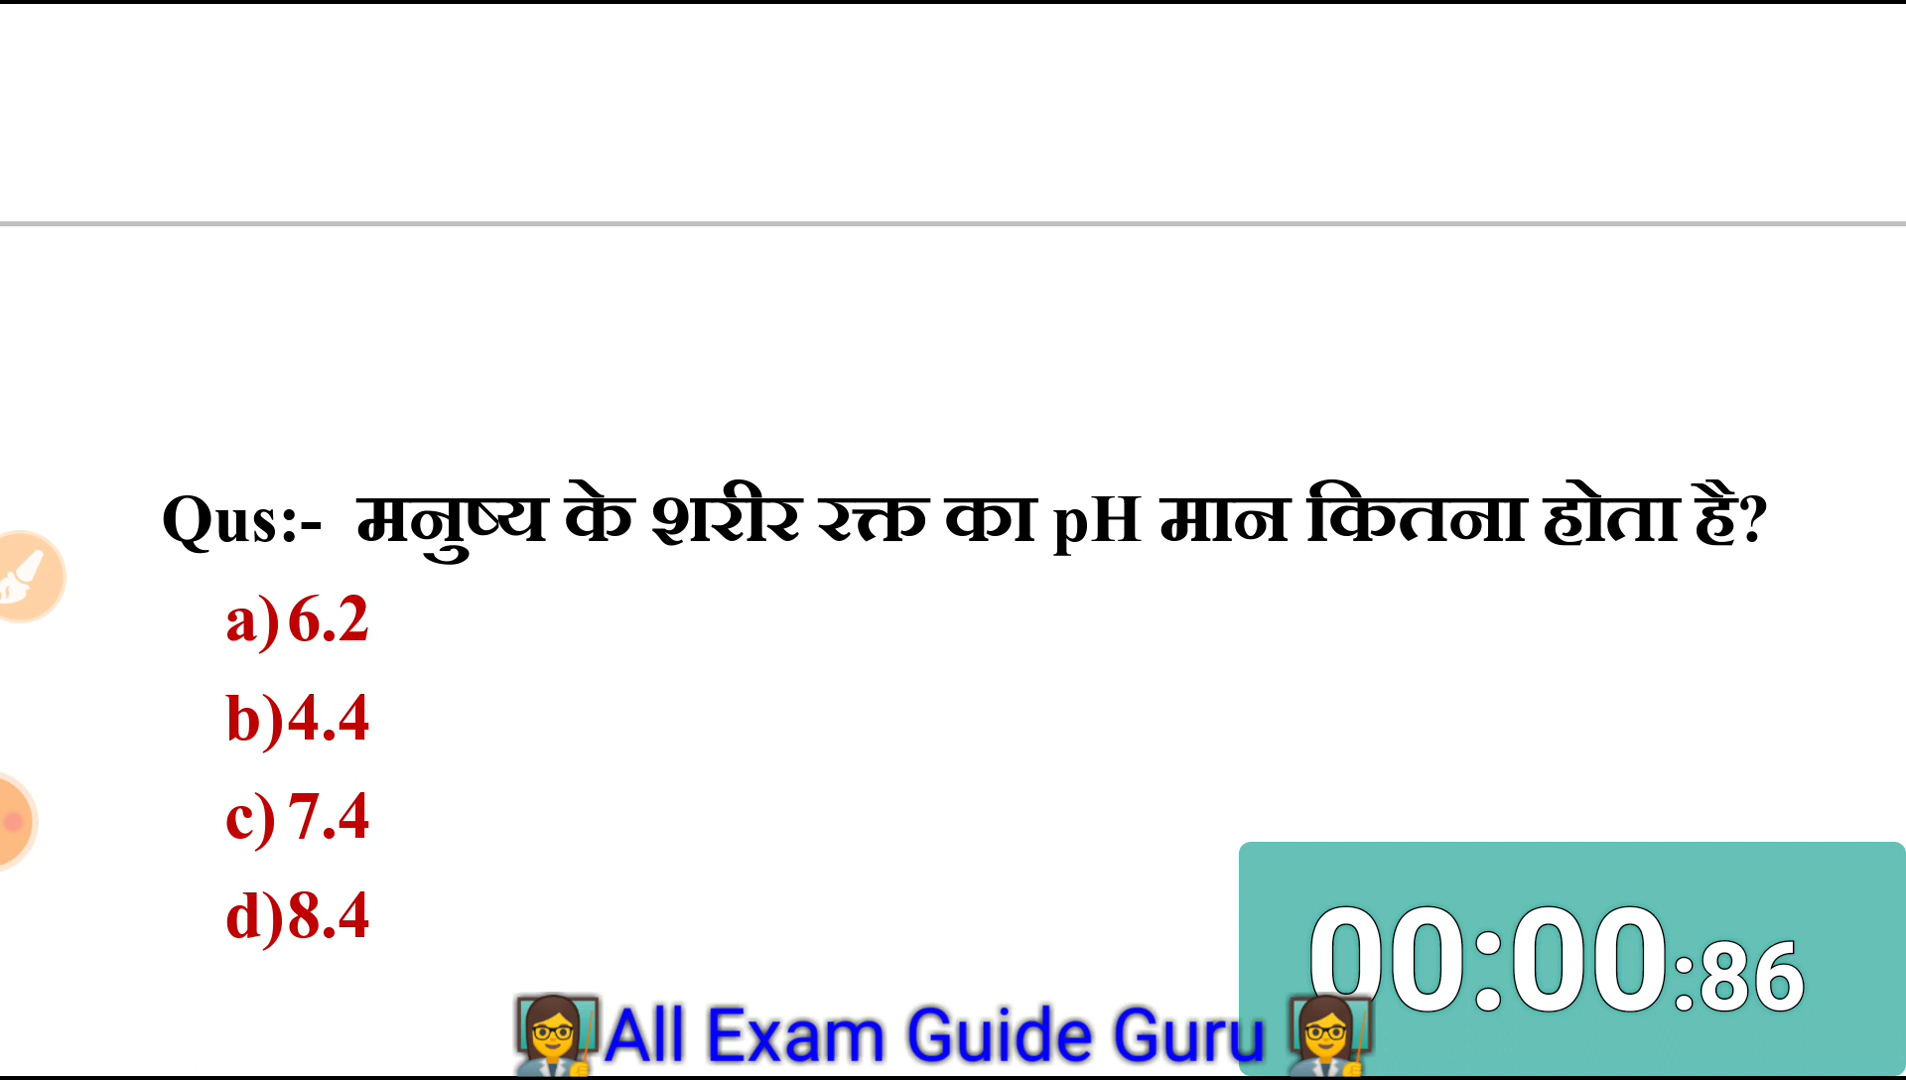 Qus:- मनुष्य के शरीर रक्त का pH मान कितना होता है?
a) 6.2
b) 4.4
c) 7.4
d) 8.4
00:00:86
All Exam Guide Guru